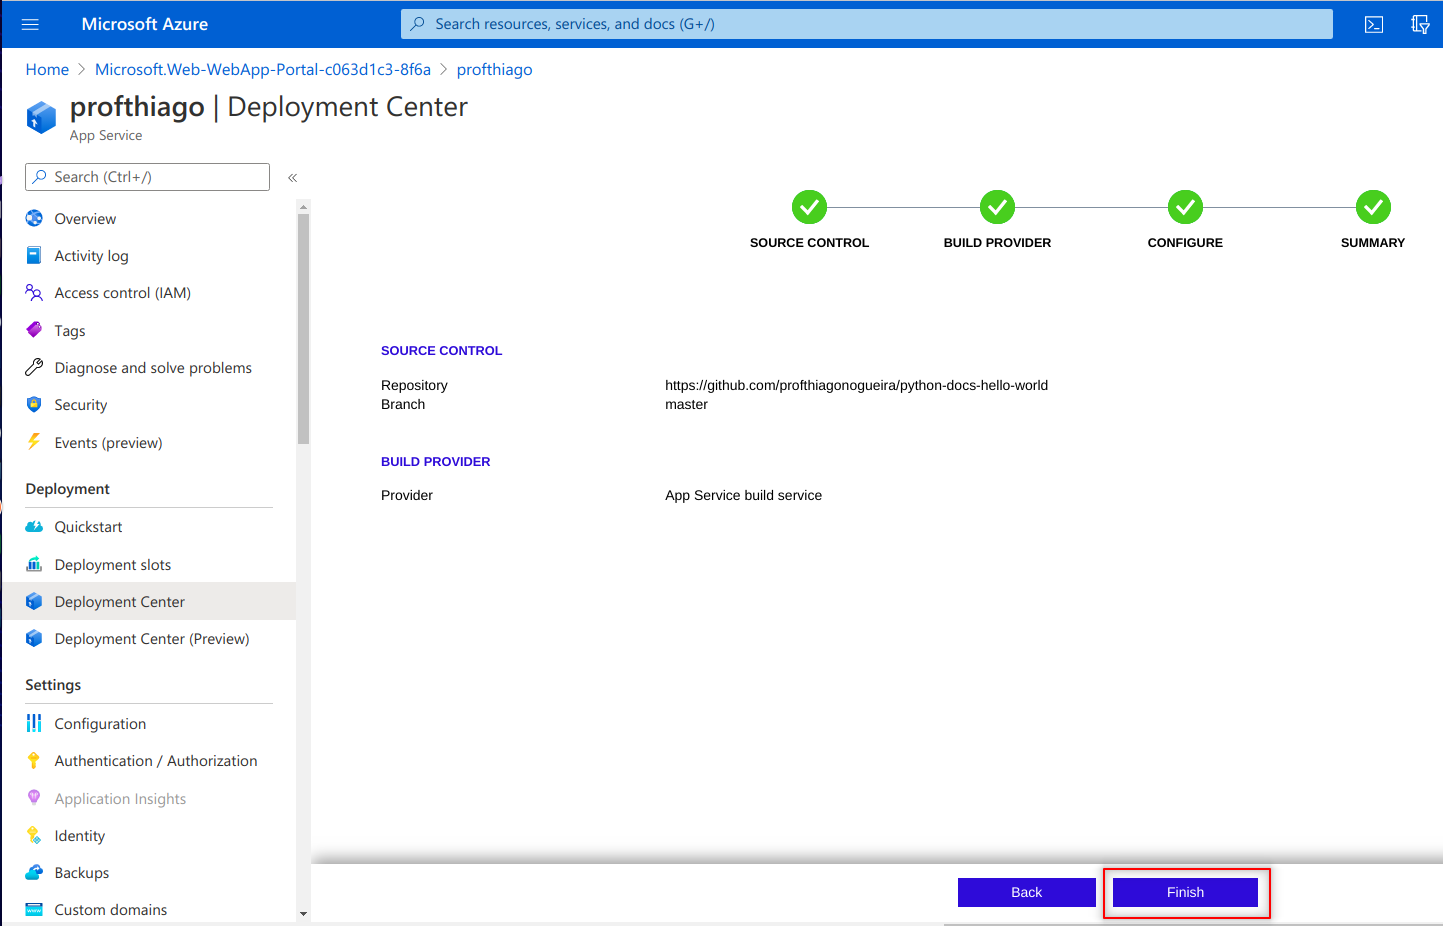 Microsoft Azure
Search resources, services, and docs (G+/)
Home > Microsoft.Web-WebApp-Portal-c063d1c3-8f6a > profthiago
profthiago | Deployment Center
App Service
Search (Ctrl+/)
Overview
Activity log
Access control (IAM)
Tags
Diagnose and solve problems
Security
Events (preview)
Deployment
Quickstart
Deployment slots
Deployment Center
Deployment Center (Preview)
Settings
Configuration
Authentication / Authorization
Application Insights
Identity
Backups
Custom domains
SOURCE CONTROL
BUILD PROVIDER
CONFIGURE
SUMMARY
SOURCE CONTROL
Repository https://github.com/profthiagonogueira/python-docs-hello-world
Branch master
BUILD PROVIDER
Provider App Service build service
Back
Finish